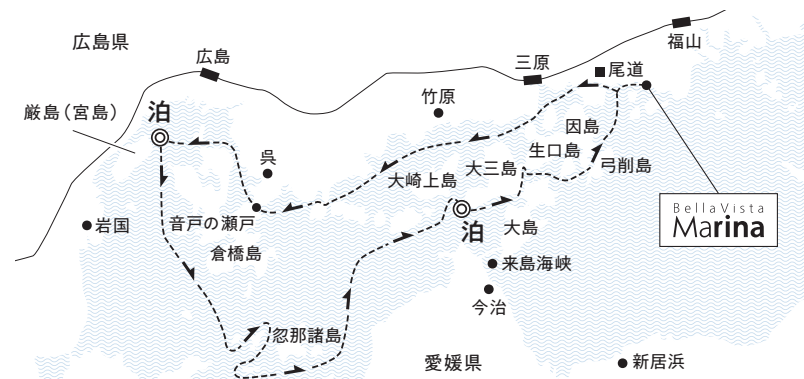 広島県
広島
三原
福山
尾道
竹原
厳島(宮島)
泊
因島
生口島
弓削島
呉
大三島
大崎上島
BellaVista
Marina
岩国
音戸の瀬戸
倉橋島
泊
大島
来島海峡
今治
忽那諸島
愛媛県
新居浜